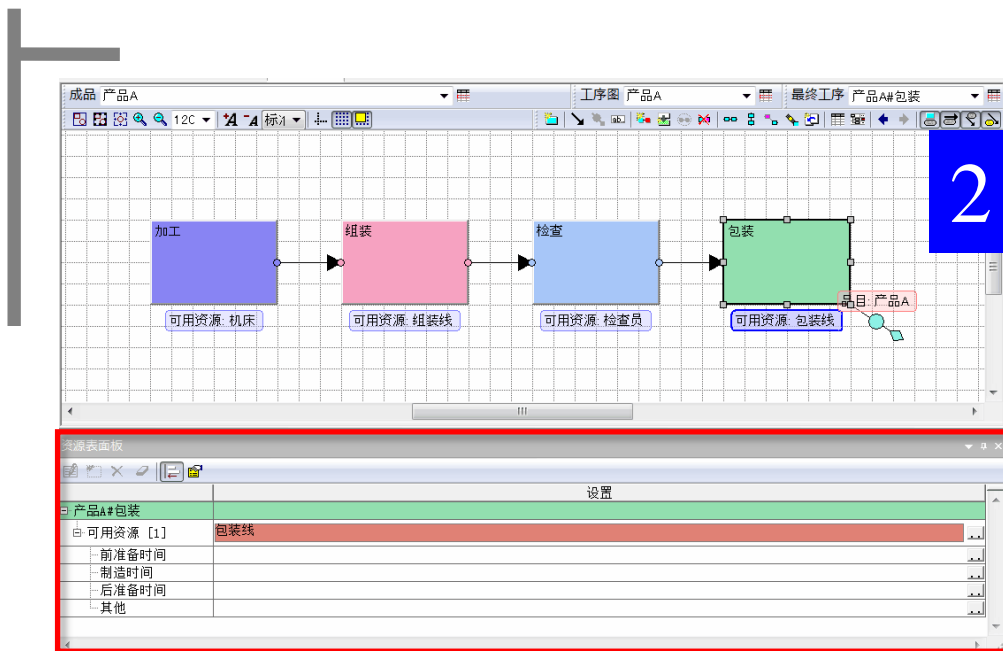 成品 产品A 工序图 产品A 最终工序 产品A#包装
12C 标准
2
加工 组装 检查 包装
品目: 产品A
可用资源: 机床 可用资源: 组装线 可用资源: 检查员 可用资源: 包装线
资源表面板
设置
产品A#包装
可用资源 [1] 包装线
前准备时间
制造时间
后准备时间
其他